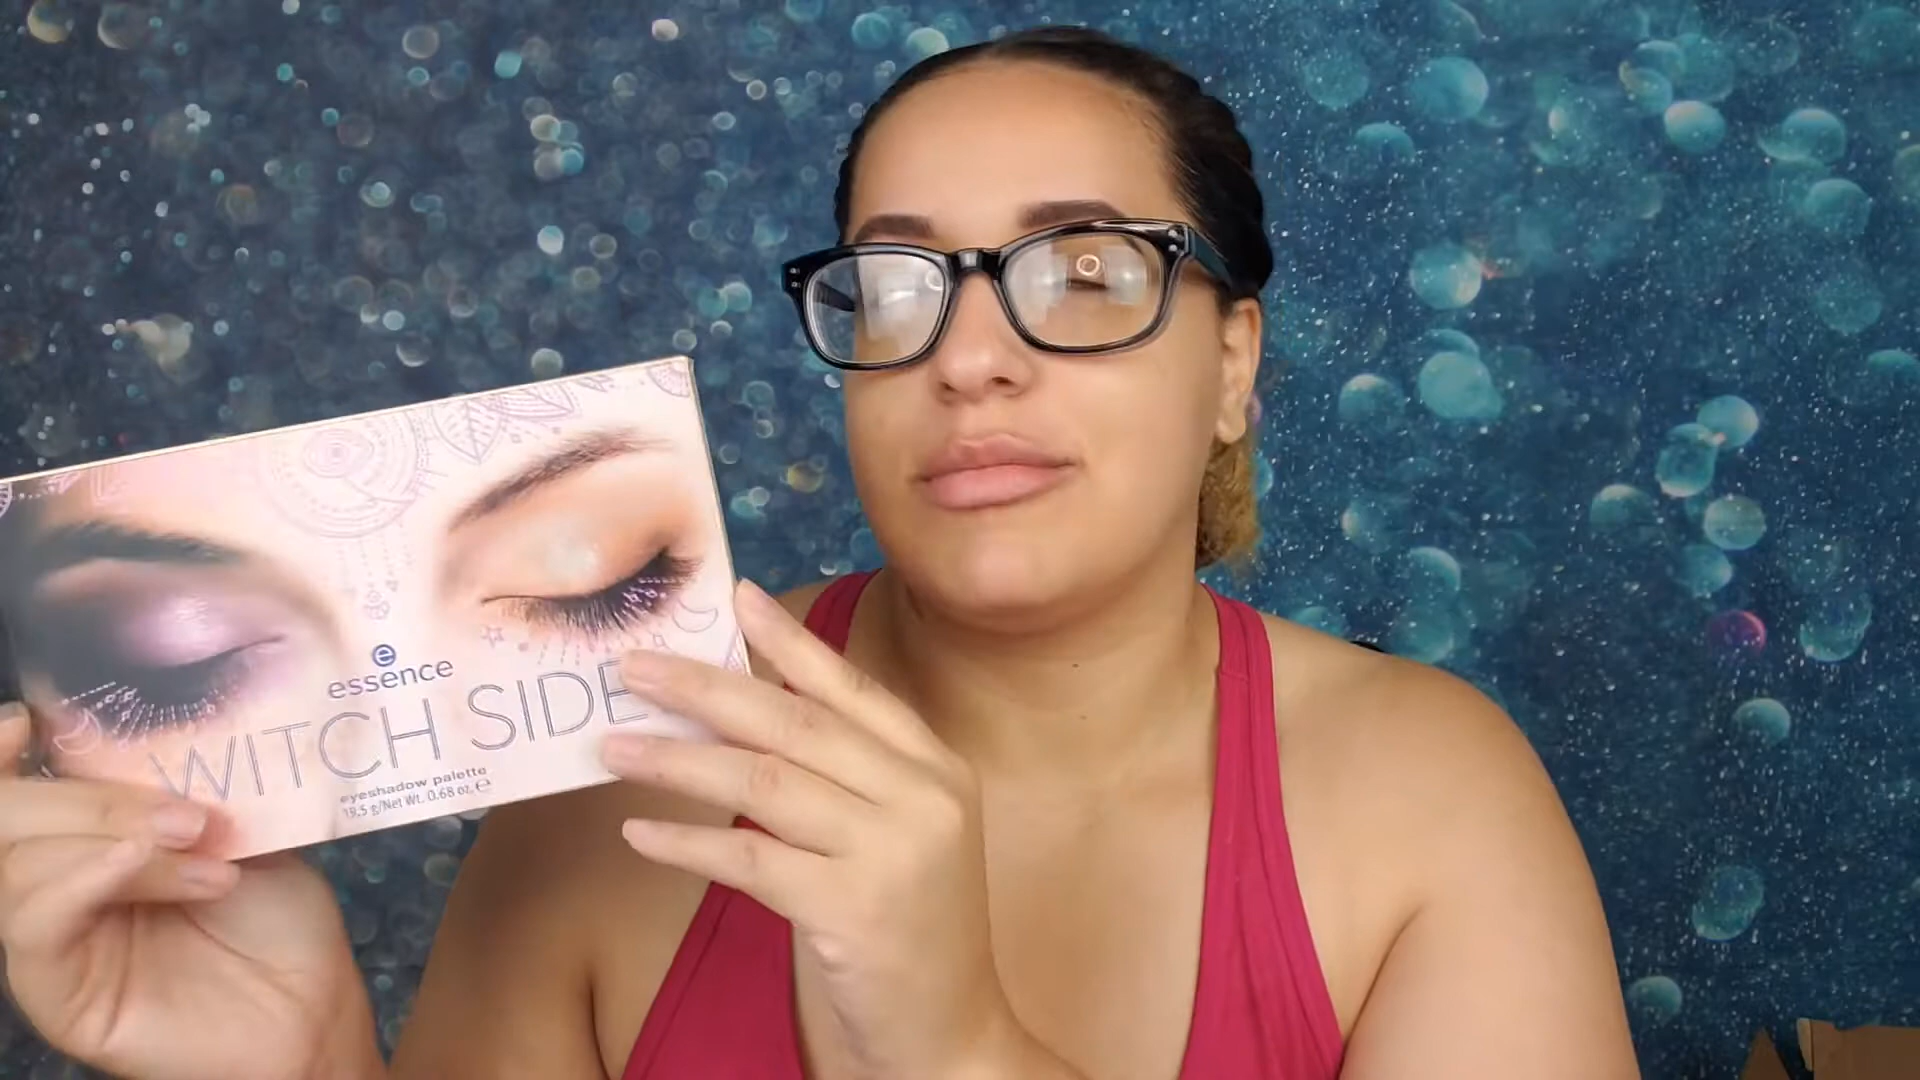 essence
WITCH SIDE
eyeshadow palette
19.5 g/Net Wt. 0.68 oz. ℮